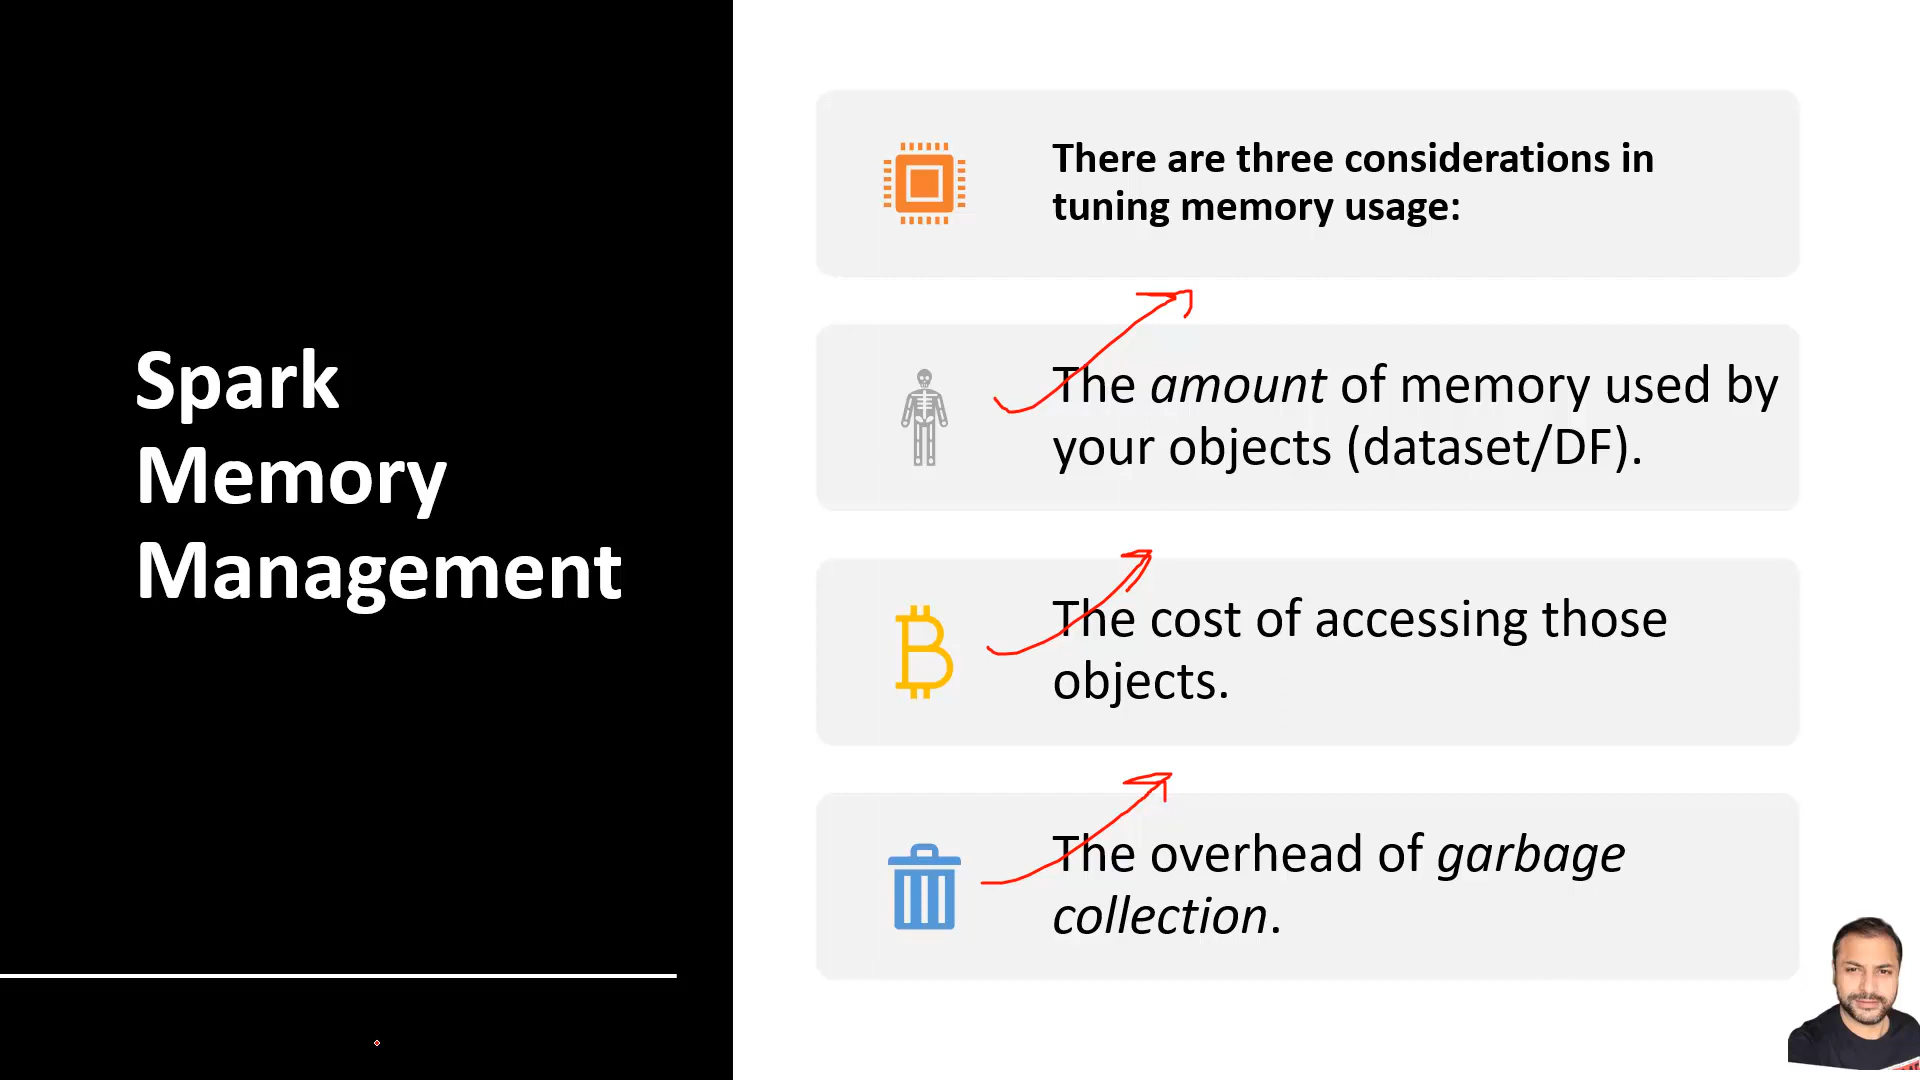 Spark
Memory
Management
There are three considerations in
tuning memory usage:
The amount of memory used by
your objects (dataset/DF).
The cost of accessing those
objects.
The overhead of garbage
collection.